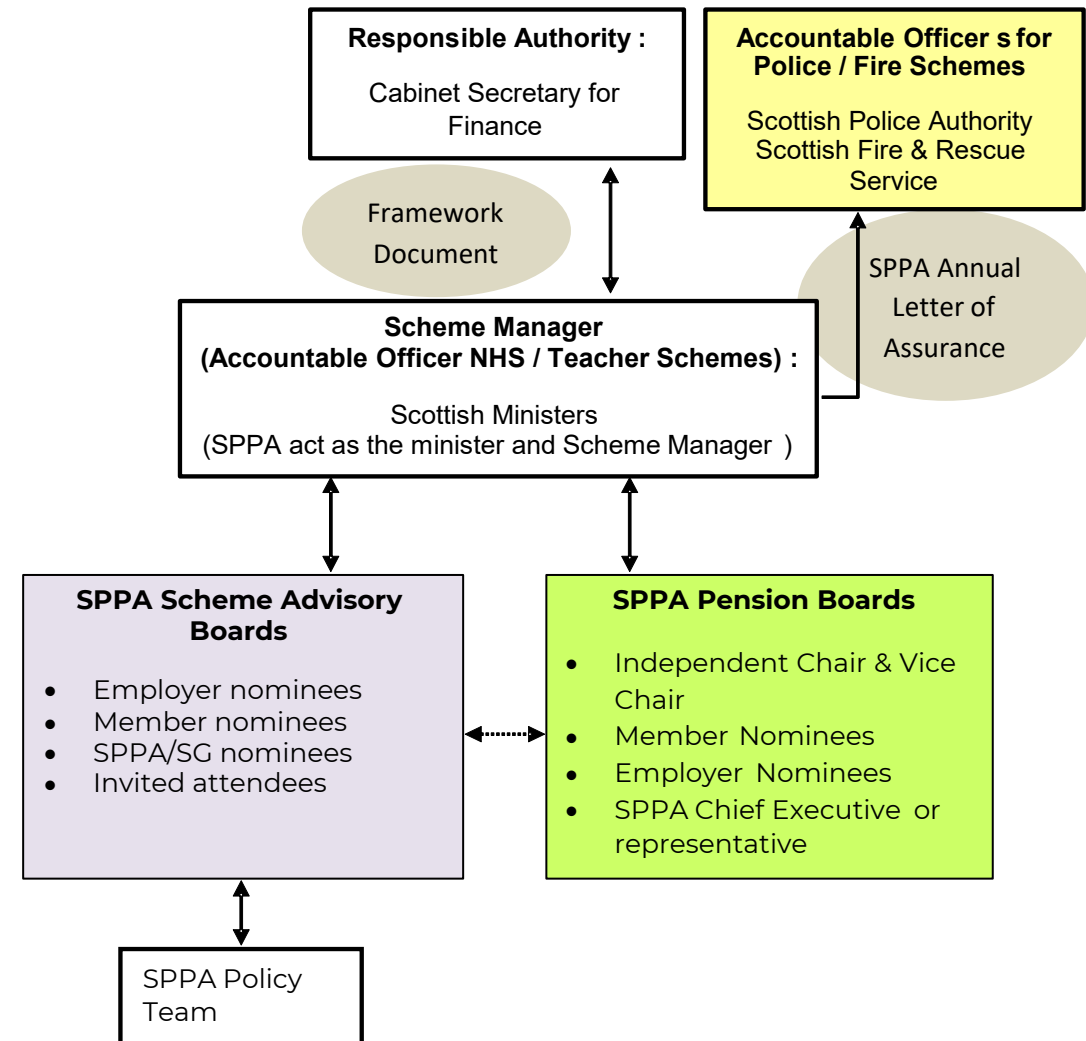 Responsible Authority :
Cabinet Secretary for
Finance
Accountable Officer s for
Police / Fire Schemes
Scottish Police Authority
Scottish Fire & Rescue
Service
Framework
Document
SPPA Annual
Letter of
Assurance
Scheme Manager
(Accountable Officer NHS / Teacher Schemes) :
Scottish Ministers
(SPPA act as the minister and Scheme Manager )
SPPA Scheme Advisory
Boards
• Employer nominees
• Member nominees
• SPPA/SG nominees
• Invited attendees
SPPA Pension Boards
• Independent Chair & Vice
Chair
• Member Nominees
• Employer Nominees
• SPPA Chief Executive or
representative
SPPA Policy
Team